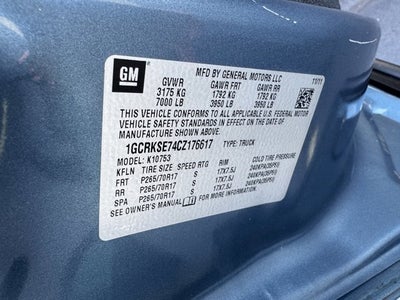 GM
MFD BY GENERAL MOTORS LLC
11/11
GVWR GAWR FRT GAWR RR
3175 KG 1792 KG 1792 KG
7000 LB 3950 LB 3950 LB
THIS VEHICLE CONFORMS TO ALL APPLICABLE U.S. FEDERAL MOTOR
VEHICLE SAFETY STANDARDS IN EFFECT ON THE DATE OF
MANUFACTURE SHOWN ABOVE.
1GCRKSE74CZ176617 TYPE: TRUCK
MODEL: K10753
KFLN TIRE SIZE SPEED RTG RIM COLD TIRE PRESSURE
FRT P265/70R17 S 17X7.5J 240KPA(35PSI)
RR P265/70R17 S 17X7.5J 240KPA(35PSI)
SPA P265/70R17 S 17X7.5J 240KPA(35PSI)
SEE OWNER'S MANUAL